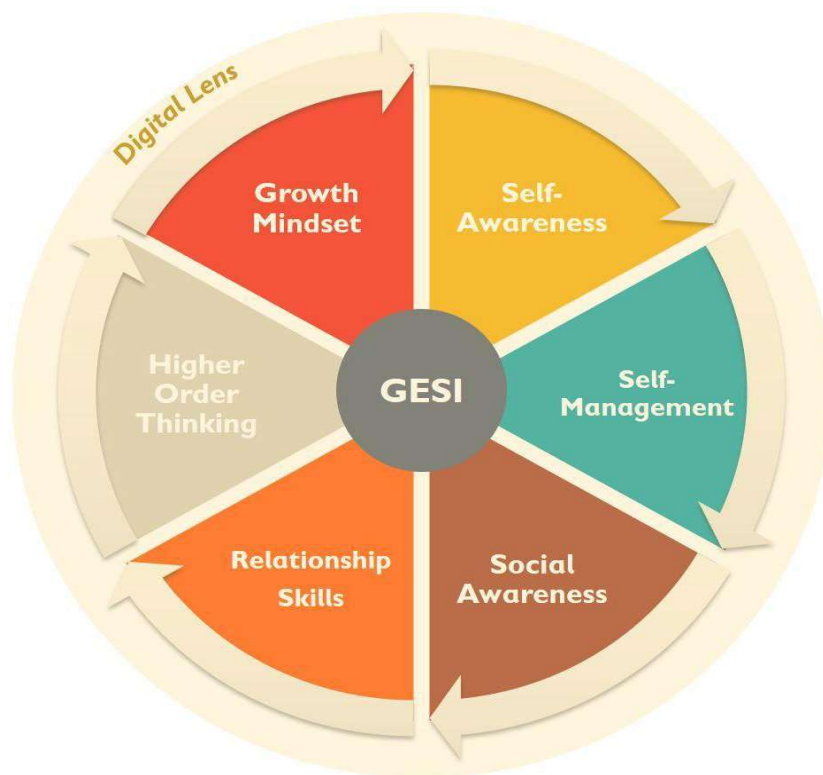 Digital Lens
Growth
Mindset
Self-
Awareness
Higher
Order
Thinking
GESI
Self-
Management
Relationship
Skills
Social
Awareness